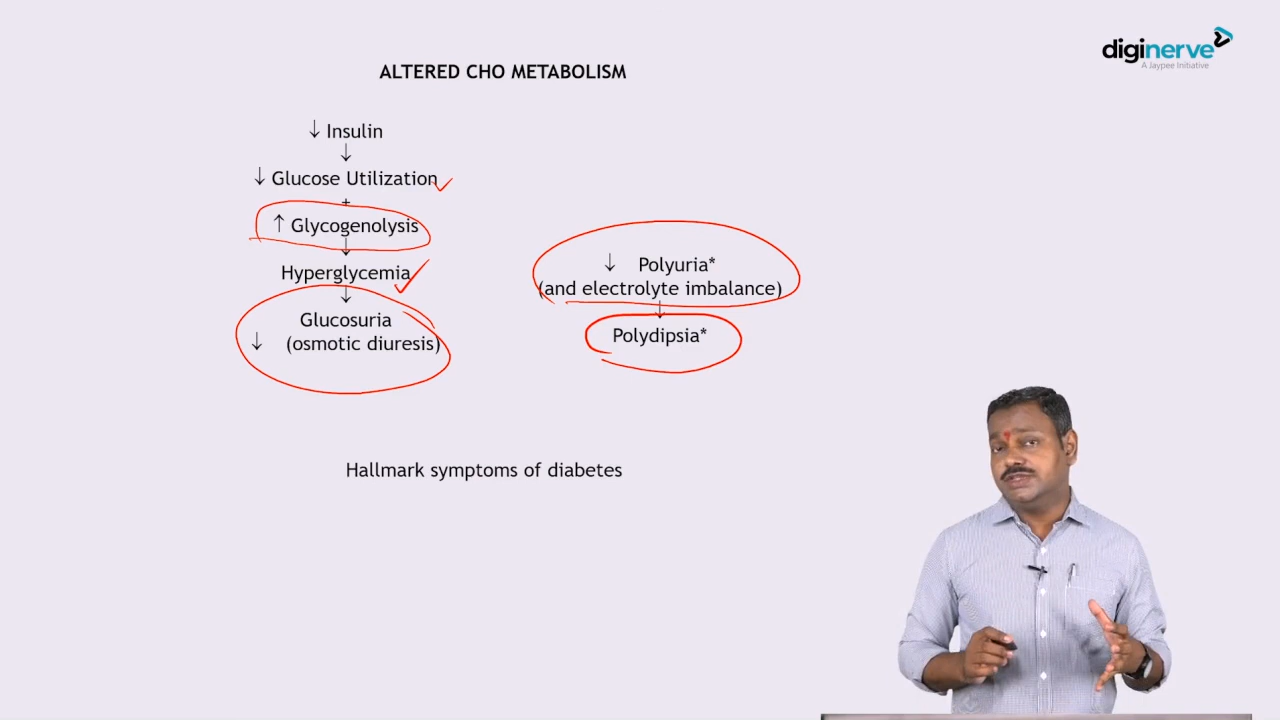 diginerve
A Jaypee Initiative
ALTERED CHO METABOLISM
↓ Insulin
↓
↓ Glucose Utilization
+
↑ Glycogenolysis
↓
Hyperglycemia
↓
Glucosuria
↓ (osmotic diuresis)
↓ Polyuria*
(and electrolyte imbalance)
↓
Polydipsia*
Hallmark symptoms of diabetes